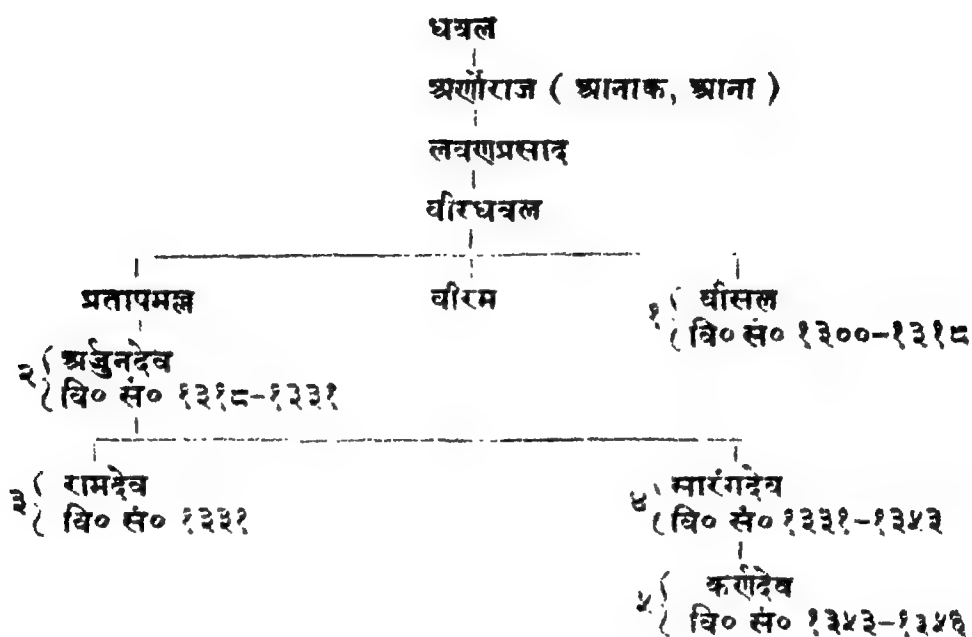 धवल
अर्णोराज ( आनाक, आना )
लवणप्रसाद
वीरधवल
प्रतापमल्ल वीरम १ वीसल
वि० सं० १३००-१३१८
२ अर्जुनदेव
वि० सं० १३१८-१३३१
३ रामदेव ४ सारंगदेव
वि० सं० १३३१ वि० सं० १३३१-१३५३
५ कर्णदेव
वि० सं० १३५३-१३५६